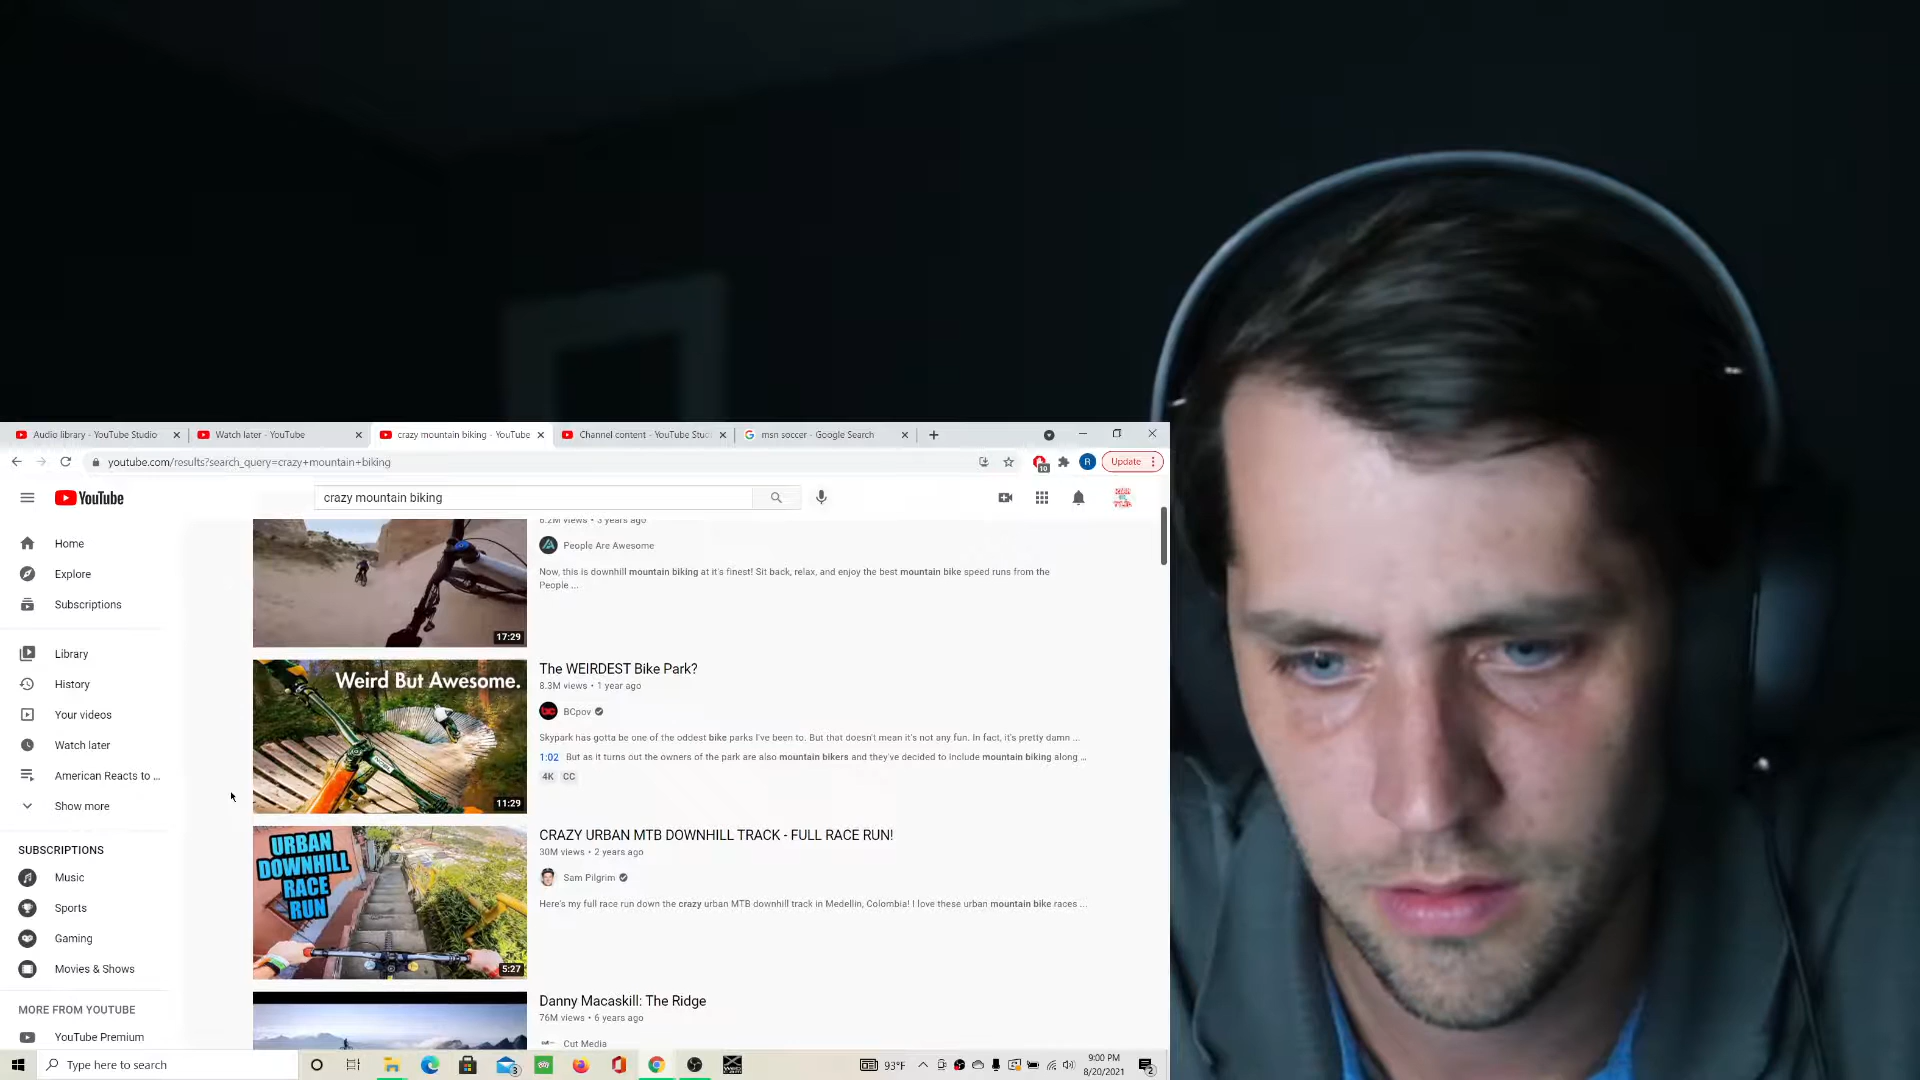 Audio library - YouTube Studio
Watch later - YouTube
crazy mountain biking - YouTube
Channel content - YouTube Stud
msn soccer - Google Search
youtube.com/results?search_query=crazy+mountain+biking
10
R
Update
YouTube
crazy mountain biking
Home
Explore
Subscriptions
Library
History
Your videos
Watch later
American Reacts to ...
Show more
SUBSCRIPTIONS
Music
Sports
Gaming
Movies & Shows
MORE FROM YOUTUBE
YouTube Premium
6.2M views • 3 years ago
People Are Awesome
Now, this is downhill mountain biking at it's finest! Sit back, relax, and enjoy the best mountain bike speed runs from the
People ...
17:29
Weird But Awesome.
11:29
The WEIRDEST Bike Park?
8.3M views • 1 year ago
BCpov
Skypark has gotta be one of the oddest bike parks I've been to. But that doesn't mean it's not any fun. In fact, it's pretty damn ...
1:02 But as it turns out the owners of the park are also mountain bikers and they've decided to include mountain biking along ...
4K CC
URBAN
DOWNHILL
RACE
RUN
5:27
CRAZY URBAN MTB DOWNHILL TRACK - FULL RACE RUN!
30M views • 2 years ago
Sam Pilgrim
Here's my full race run down the crazy urban MTB downhill track in Medellin, Colombia! I love these urban mountain bike races ...
Danny Macaskill: The Ridge
76M views • 6 years ago
Cut Media
Type here to search
3
93°F
9:00 PM
8/20/2021
2